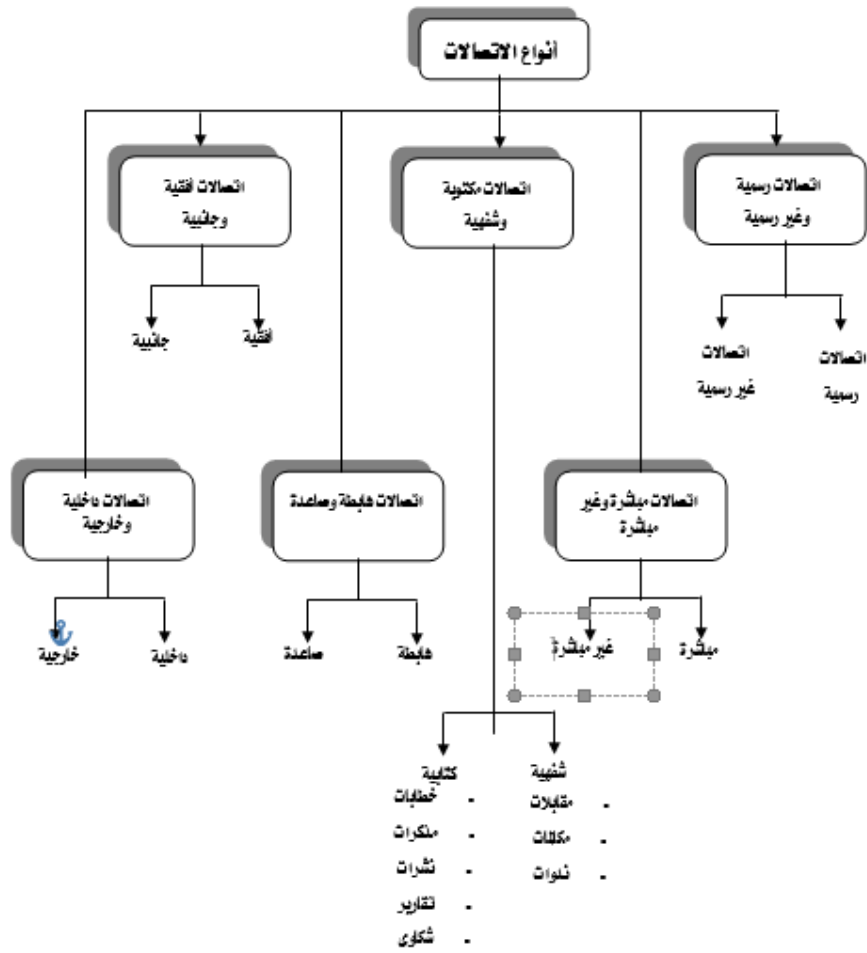 أنواع الاتصالات
اتصالات رسمية
وغير رسمية
اتصالات مكتوبة
وشفهية
اتصالات أفقية
وجانبية
اتصالات
رسمية
اتصالات
غير رسمية
أفقية
جانبية
اتصالات مباشرة وغير
مباشرة
اتصالات هابطة وصاعدة
اتصالات داخلية
وخارجية
مباشرة
غير مباشرة
هابطة
صاعدة
داخلية
خارجية
شفهية
- مقابلات
- مكالمات
- ندوات
كتابية
- خطابات
- مذكرات
- نشرات
- تقارير
- شكاوى